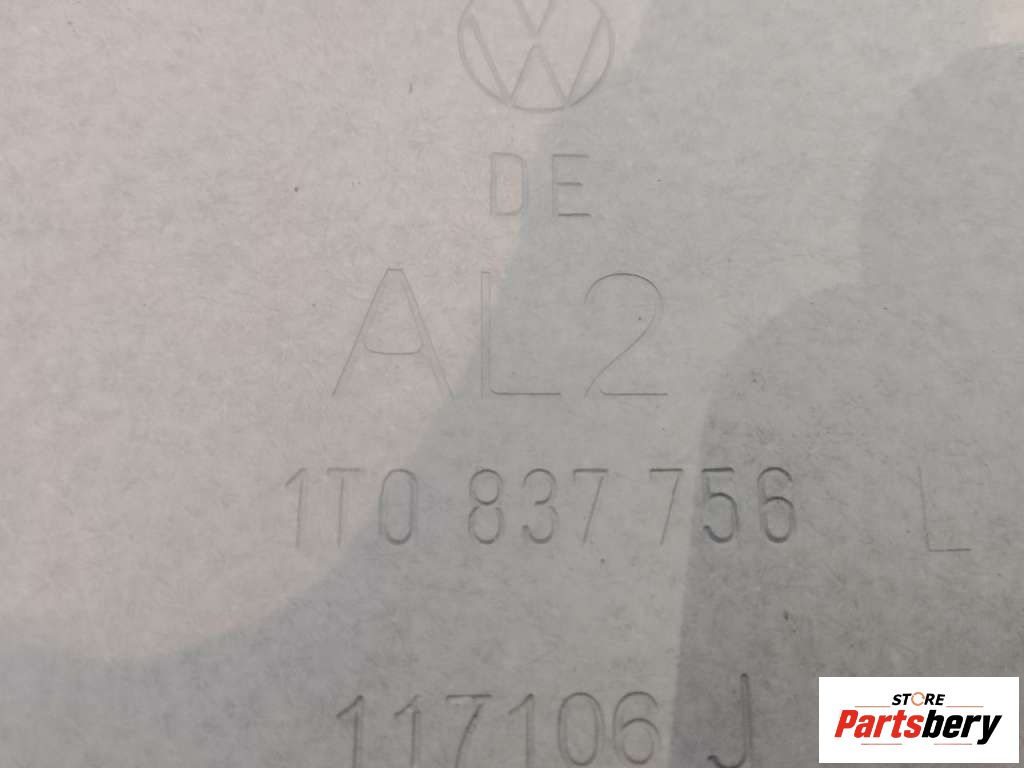 DE
AL2
1T0 837 756 L
117106 J
STORE
Partsbery